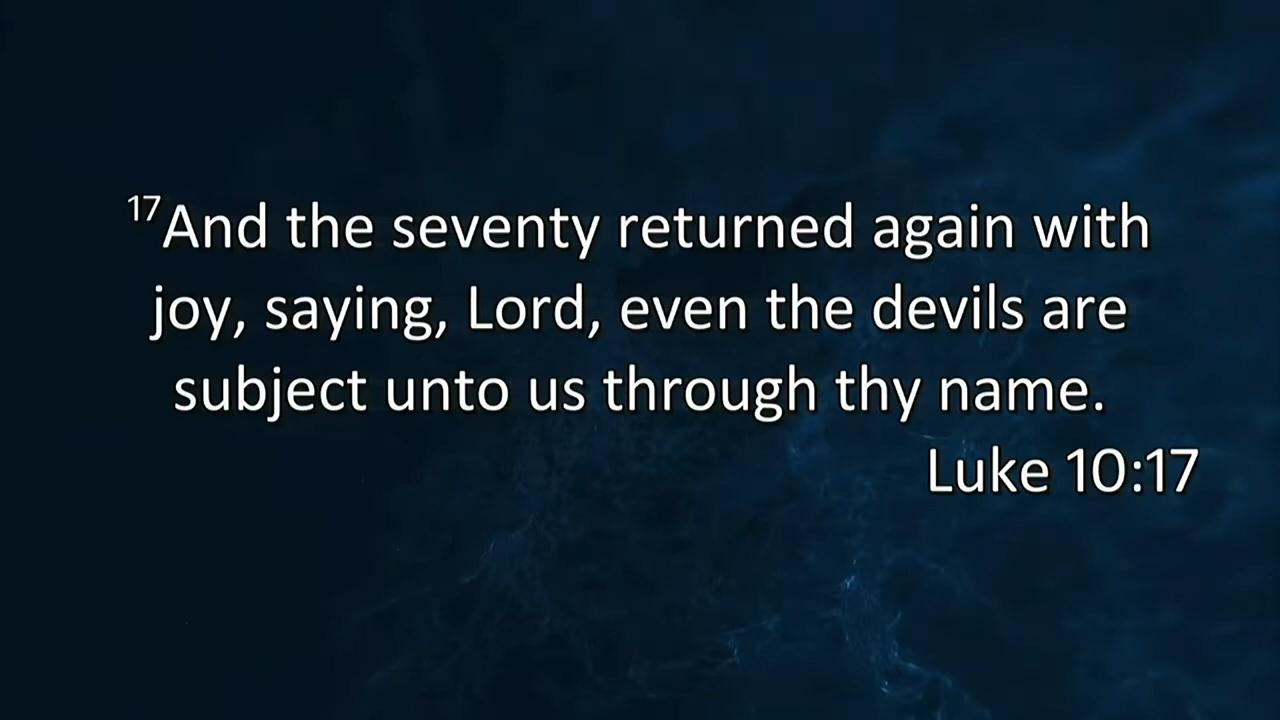 17And the seventy returned again with
joy, saying, Lord, even the devils are
subject unto us through thy name.
Luke 10:17